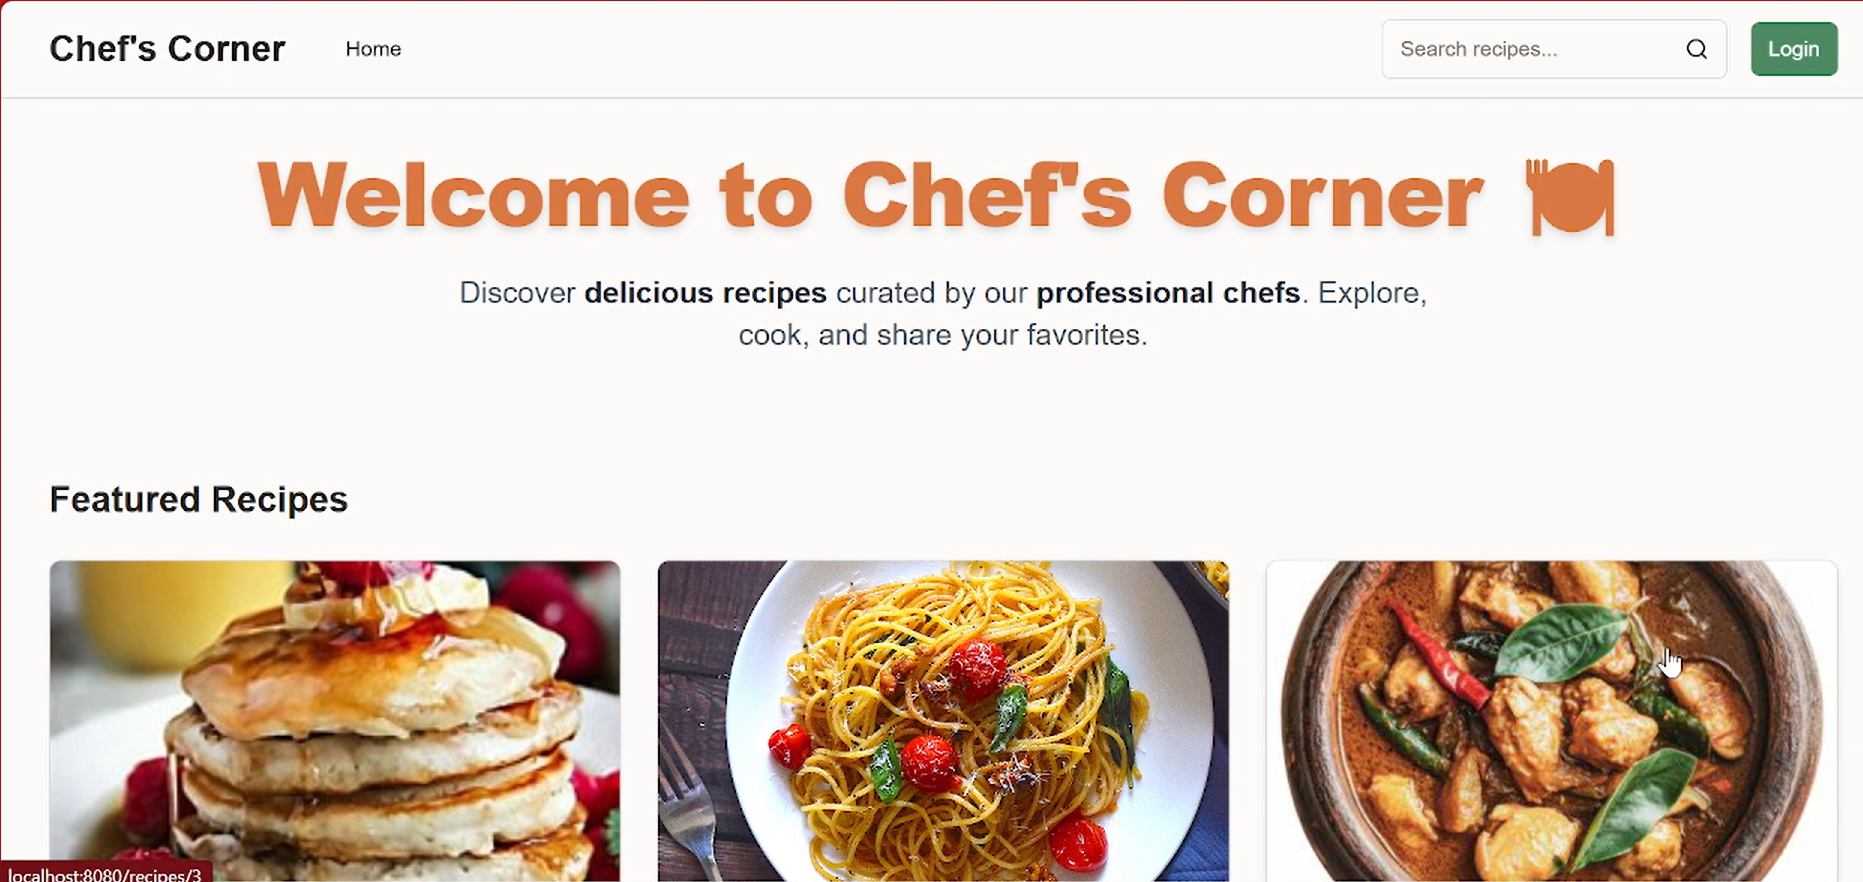 Chef's Corner
Home
Search recipes...
Login
Welcome to Chef's Corner
Discover delicious recipes curated by our professional chefs. Explore,
cook, and share your favorites.
Featured Recipes
localhost:8080/recipes/3